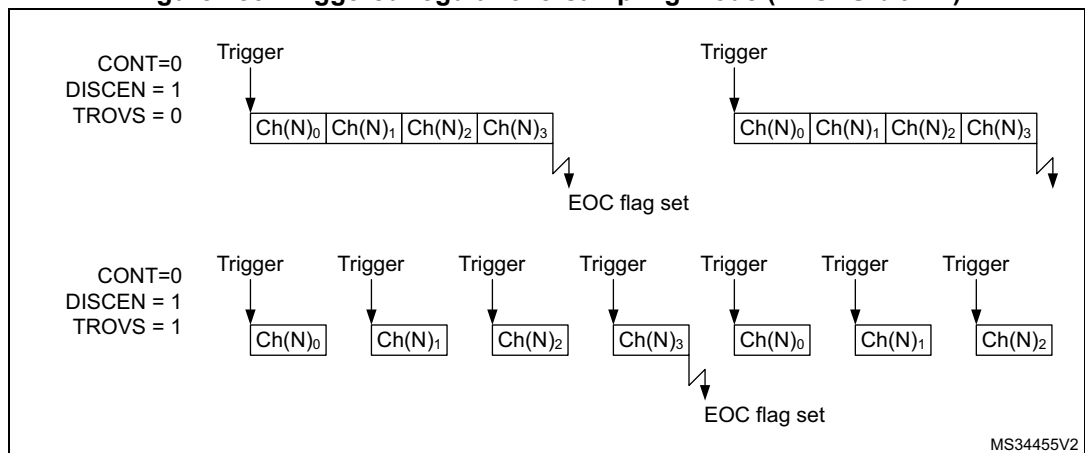 Trigger Trigger
CONT=0
DISCEN = 1
TROVS = 0
Ch(N)₀ Ch(N)₁ Ch(N)₂ Ch(N)₃ Ch(N)₀ Ch(N)₁ Ch(N)₂ Ch(N)₃
EOC flag set
Trigger Trigger Trigger Trigger Trigger Trigger Trigger
CONT=0
DISCEN = 1
TROVS = 1
Ch(N)₀ Ch(N)₁ Ch(N)₂ Ch(N)₃ Ch(N)₀ Ch(N)₁ Ch(N)₂
EOC flag set
MS34455V2